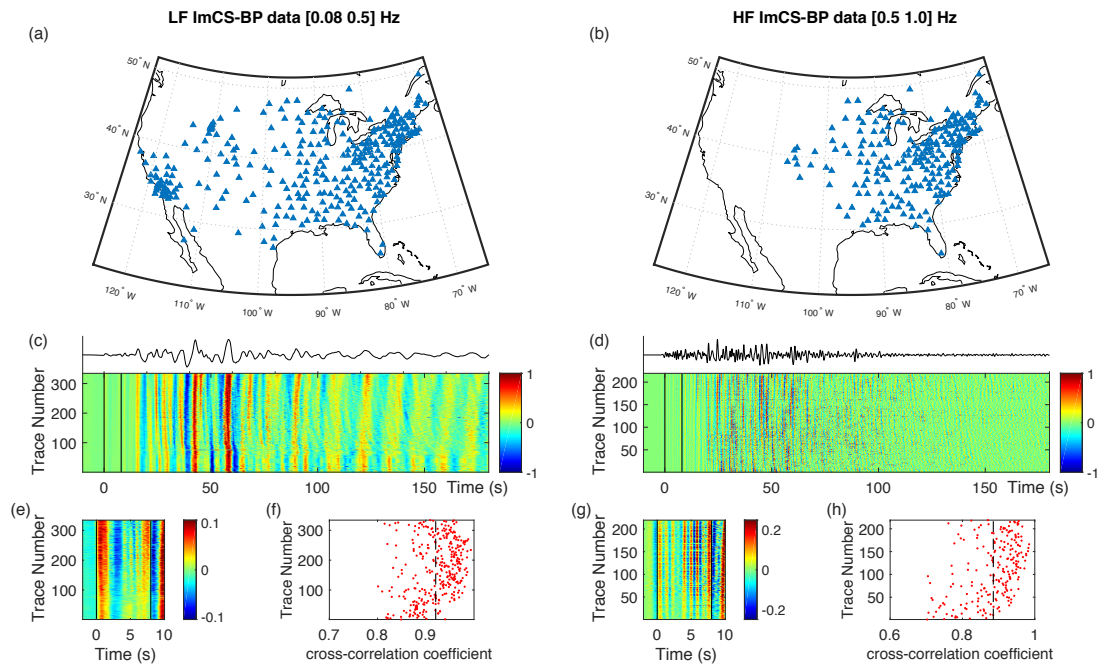 LF ImCS-BP data [0.08 0.5] Hz
HF ImCS-BP data [0.5 1.0] Hz
(a)
50° N
40° N
30° N
120° W
110° W
100° W
90° W
80° W
70° W
(b)
50° N
40° N
30° N
120° W
110° W
100° W
90° W
80° W
70° W
(c)
Trace Number
300
200
100
0
50
100
150
Time (s)
1
0
-1
(d)
Trace Number
200
150
100
50
0
50
100
150
Time (s)
1
0
-1
(e)
Trace Number
300
200
100
0
5
10
Time (s)
0.1
0
-0.1
(f)
Trace Number
300
200
100
0.7
0.8
0.9
cross-correlation coefficient
(g)
Trace Number
200
150
100
50
0
5
10
Time (s)
0.2
0
-0.2
(h)
Trace Number
200
150
100
50
0.6
0.8
1
cross-correlation coefficient